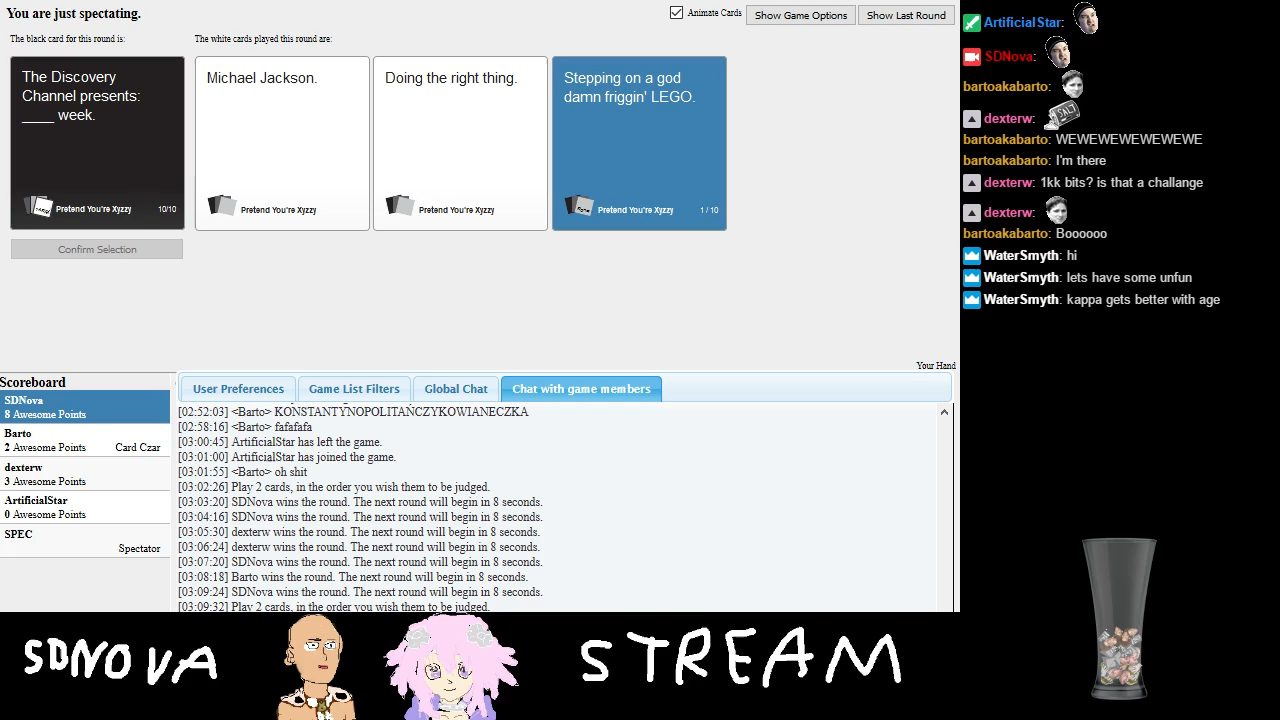 You are just spectating.
Animate Cards
Show Game Options
Show Last Round
The black card for this round is:
The white cards played this round are:
The Discovery
Channel presents:
____ week.
Pretend You're Xyzzy
10/10
Michael Jackson.
Pretend You're Xyzzy
Doing the right thing.
Pretend You're Xyzzy
Stepping on a god
damn friggin' LEGO.
Pretend You're Xyzzy
1 / 10
Confirm Selection
Your Hand
Scoreboard
SDNova
8 Awesome Points
Barto
2 Awesome Points Card Czar
dexterw
3 Awesome Points
ArtificialStar
0 Awesome Points
SPEC
Spectator
User Preferences
Game List Filters
Global Chat
Chat with game members
[02:52:03] <Barto> KONSTANTYNOPOLITAŃCZYKOWIANECZKA
[02:58:16] <Barto> fafafafa
[03:00:45] ArtificialStar has left the game.
[03:01:00] ArtificialStar has joined the game.
[03:01:55] <Barto> oh shit
[03:02:26] Play 2 cards, in the order you wish them to be judged.
[03:03:20] SDNova wins the round. The next round will begin in 8 seconds.
[03:04:16] SDNova wins the round. The next round will begin in 8 seconds.
[03:05:30] dexterw wins the round. The next round will begin in 8 seconds.
[03:06:24] dexterw wins the round. The next round will begin in 8 seconds.
[03:07:20] SDNova wins the round. The next round will begin in 8 seconds.
[03:08:18] Barto wins the round. The next round will begin in 8 seconds.
[03:09:24] SDNova wins the round. The next round will begin in 8 seconds.
[03:09:32] Play 2 cards, in the order you wish them to be judged.
ArtificialStar:
SDNova:
bartoakabarto:
dexterw:
bartoakabarto: WEWEWEWEWEWEWE
bartoakabarto: I'm there
dexterw: 1kk bits? is that a challange
dexterw:
bartoakabarto: Boooooo
WaterSmyth: hi
WaterSmyth: lets have some unfun
WaterSmyth: kappa gets better with age
SDNOVA STREAM